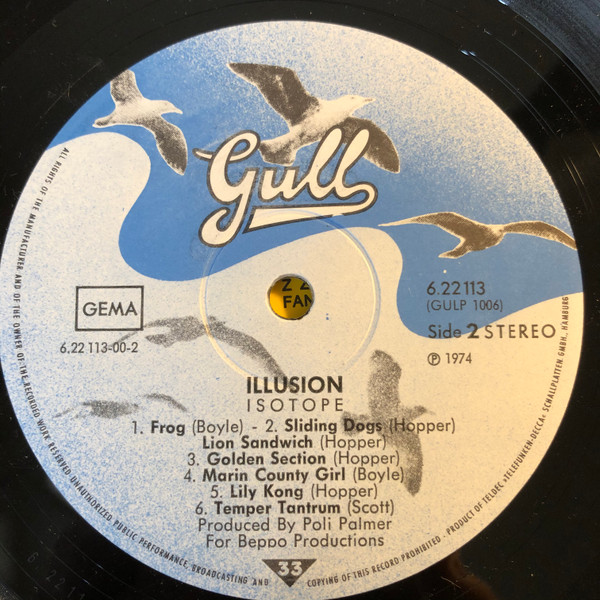 Gull
GEMA
6.22 113-00-2
6.22113
(GULP 1006)
Side 2 STEREO
℗ 1974
Z Z
FAN
ILLUSION
ISOTOPE
1. Frog (Boyle) - 2. Sliding Dogs (Hopper)
Lion Sandwich (Hopper)
3. Golden Section (Hopper)
4. Marin County Girl (Boyle)
5. Lily Kong (Hopper)
6. Temper Tantrum (Scott)
Produced By Poli Palmer
For Beppo Productions
33
ALL RIGHTS OF THE MANUFACTURER AND OF THE OWNER OF THE RECORDED WORK RESERVED·UNAUTHORIZED PUBLIC PERFORMANCE, BROADCASTING AND COPYING OF THIS RECORD PROHIBITED · PRODUCT OF TELDEC »TELEFUNKEN-DECCA« SCHALLPLATTEN GMBH., HAMBURG